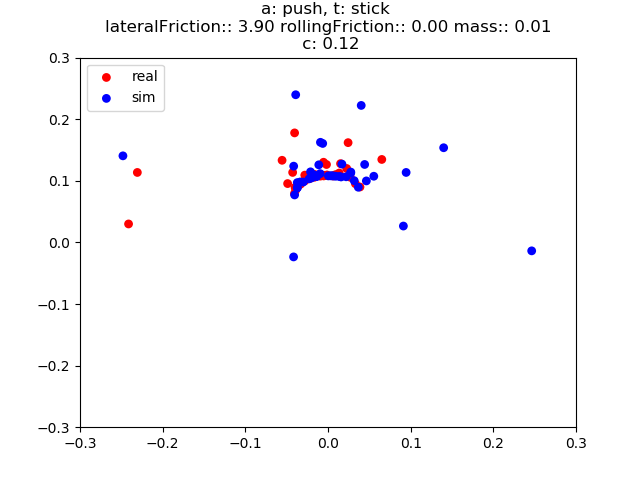 a: push, t: stick
lateralFriction:: 3.90 rollingFriction:: 0.00 mass:: 0.01
c: 0.12
real
sim
0.3
0.2
0.1
0.0
−0.1
−0.2
−0.3
−0.3
−0.2
−0.1
0.0
0.1
0.2
0.3